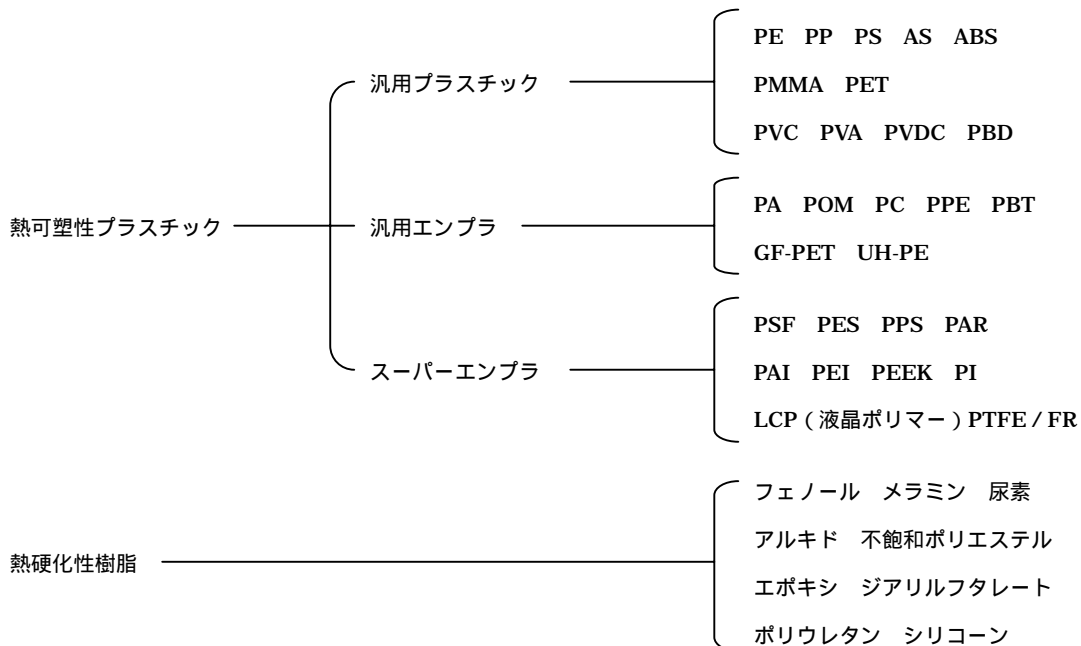 PE PP PS AS ABS
汎用プラスチック
PMMA PET
PVC PVA PVDC PBD
PA POM PC PPE PBT
熱可塑性プラスチック
汎用エンプラ
GF-PET UH-PE
PSF PES PPS PAR
スーパーエンプラ
PAI PEI PEEK PI
LCP(液晶ポリマー)PTFE / FR
フェノール メラミン 尿素
アルキド 不飽和ポリエステル
熱硬化性樹脂
エポキシ ジアリルフタレート
ポリウレタン シリコーン